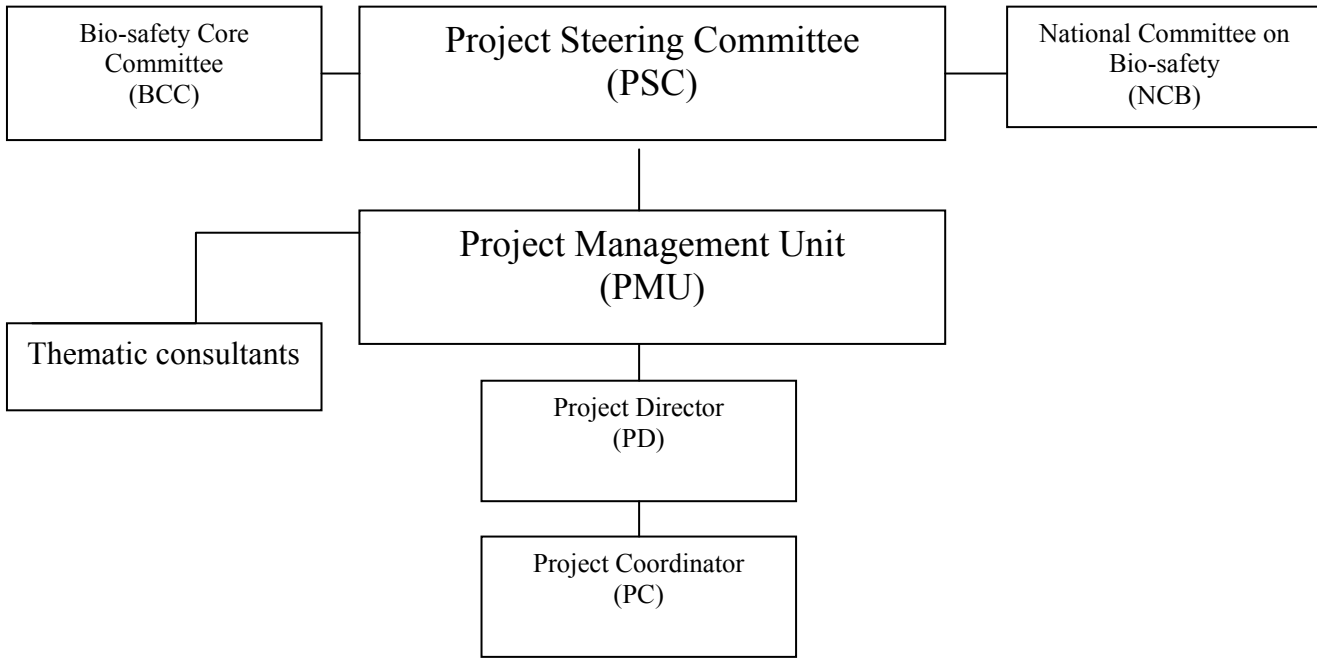 Bio-safety Core
Committee
(BCC)
Project Steering Committee
(PSC)
National Committee on
Bio-safety
(NCB)
Project Management Unit
(PMU)
Thematic consultants
Project Director
(PD)
Project Coordinator
(PC)